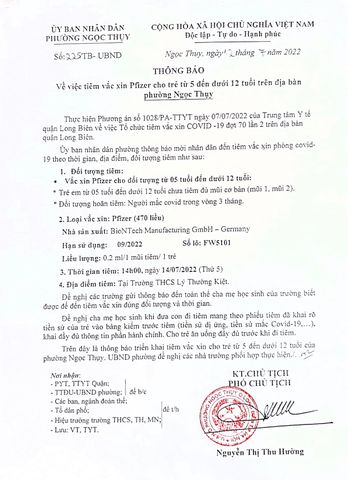 ỦY BAN NHÂN DÂN
PHƯỜNG NGỌC THỤY
Số: 225/TB- UBND
CỘNG HÒA XÃ HỘI CHỦ NGHĨA VIỆT NAM
Độc lập - Tự do - Hạnh phúc
Ngọc Thụy, ngày 12 tháng 7 năm 2022
THÔNG BÁO
Về việc tiêm vắc xin Pfizer cho trẻ từ 5 đến dưới 12 tuổi trên địa bàn
phường Ngọc Thụy
Thực hiện Phương án số 1028/PA-TTYT ngày 07/07/2022 của Trung tâm Y tế
quận Long Biên về việc Tổ chức tiêm vắc xin COVID -19 đợt 70 lần 2 trên địa bàn
quận Long Biên.
Ủy ban nhân dân phường thông báo mời nhân dân đến tiêm vắc xin phòng covid-
19 theo thời gian, địa điểm, đối tượng tiêm như sau:
1. Đối tượng tiêm:
• Vắc xin Pfizer cho đối tượng từ 05 tuổi đến dưới 12 tuổi:
* Trẻ em từ 05 tuổi đến dưới 12 tuổi chưa tiêm đủ mũi cơ bản (mũi 1, mũi 2).
* Đối tượng hoãn tiêm: Người mắc covid trong vòng 3 tháng.
2. Loại vắc xin: Pfizer (470 liều)
Nhà sản xuất: BioNTech Manufacturing GmbH – Germany
Hạn sử dụng: 09/2022 Số lô: FW5101
Liều lượng: 0.2 ml/1 mũi tiêm/ 1 trẻ
3. Thời gian tiêm: 14h00, ngày 14/07/2022 (Thứ 5)
4. Địa điểm tiêm: Tại Trường THCS Lý Thường Kiệt.
Đề nghị các trường gửi thông báo đến toàn thể cha mẹ học sinh của trường biết
được để đến tiêm vắc xin đúng đối tượng và thời gian.
Đề nghị cha mẹ học sinh khi đưa con đi tiêm mang theo phiếu tiêm đã khai rõ
tiền sử của trẻ vào bảng kiểm trước tiêm (tiền sử dị ứng, tiền sử mắc Covid-19,…),
khai đầy đủ thông tin phần hành chính. Cho trẻ ăn uống đầy đủ trước khi đi tiêm.
Trên đây là thông báo triển khai tiêm vắc xin cho trẻ từ 5 đến dưới 12 tuổi của
phường Ngọc Thụy. UBND phường đề nghị các nhà trường phối hợp thực hiện./.
Nơi nhận:
- PYT, TTYT Quận;
- TTĐU-UBND phường; để b/c
- Các ban, ngành đoàn thể;
- Tổ dân phố; để t/h
- Hiệu trưởng trường THCS, TH, MN;
- Lưu: VT, TYT.
KT.CHỦ TỊCH
PHÓ CHỦ TỊCH
Nguyễn Thị Thu Hường